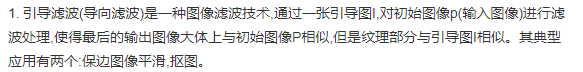 1. 引导滤波(导向滤波)是一种图像滤波技术,通过一张引导图I,对初始图像p(输入图像)进行滤
波处理,使得最后的输出图像大体上与初始图像P相似,但是纹理部分与引导图I相似。其典型
应用有两个:保边图像平滑,抠图。